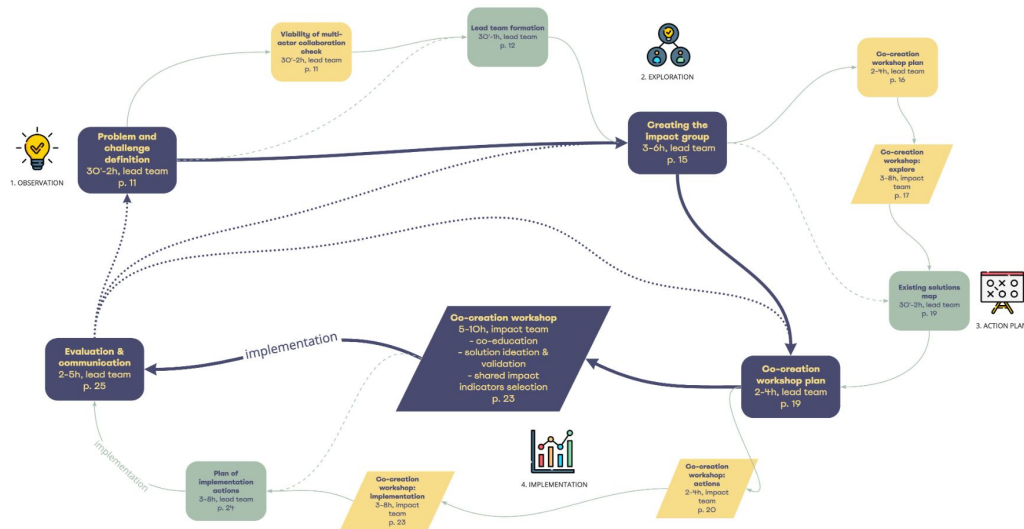 Viability of multi-
actor collaboration
check
30'-2h, lead team
p. 11
Lead team formation
30'-1h, lead team
p. 12
2. EXPLORATION
Co-creation
workshop plan
2-4h, lead team
p. 16
Problem and
challenge
definition
30'-2h, lead team
p. 11
1. OBSERVATION
Creating the
impact group
3-6h, lead team
p. 15
Co-creation
workshop:
explore
3-8h, impact
team
p. 17
Existing solutions
map
30'-2h, lead team
p. 19
3. ACTION PLAN
Co-creation workshop
5-10h, impact team
- co-education
- solution ideation &
validation
- shared impact
indicators selection
p. 23
implementation
Evaluation &
communication
2-5h, lead team
p. 25
Co-creation
workshop plan
2-4h, lead team
p. 19
implementation
Plan of
implementation
actions
3-8h, lead team
p. 24
4. IMPLEMENTATION
Co-creation
workshop:
implementation
3-8h, impact
team
p. 23
Co-creation
workshop:
actions
2-4h, impact
team
p. 20